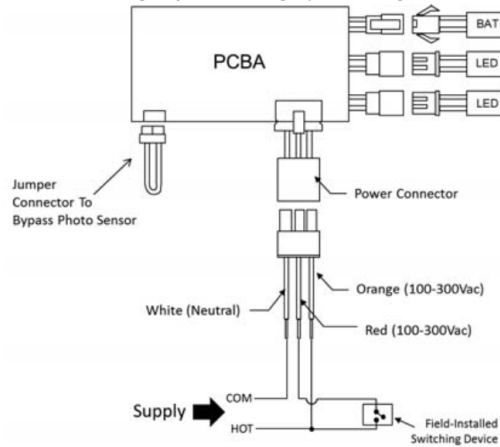 BAT
PCBA
LED
LED
Jumper
Connector To
Bypass Photo Sensor
Power Connector
Orange (100-300Vac)
White (Neutral)
Red (100-300Vac)
COM
Supply
HOT
Field-Installed
Switching Device